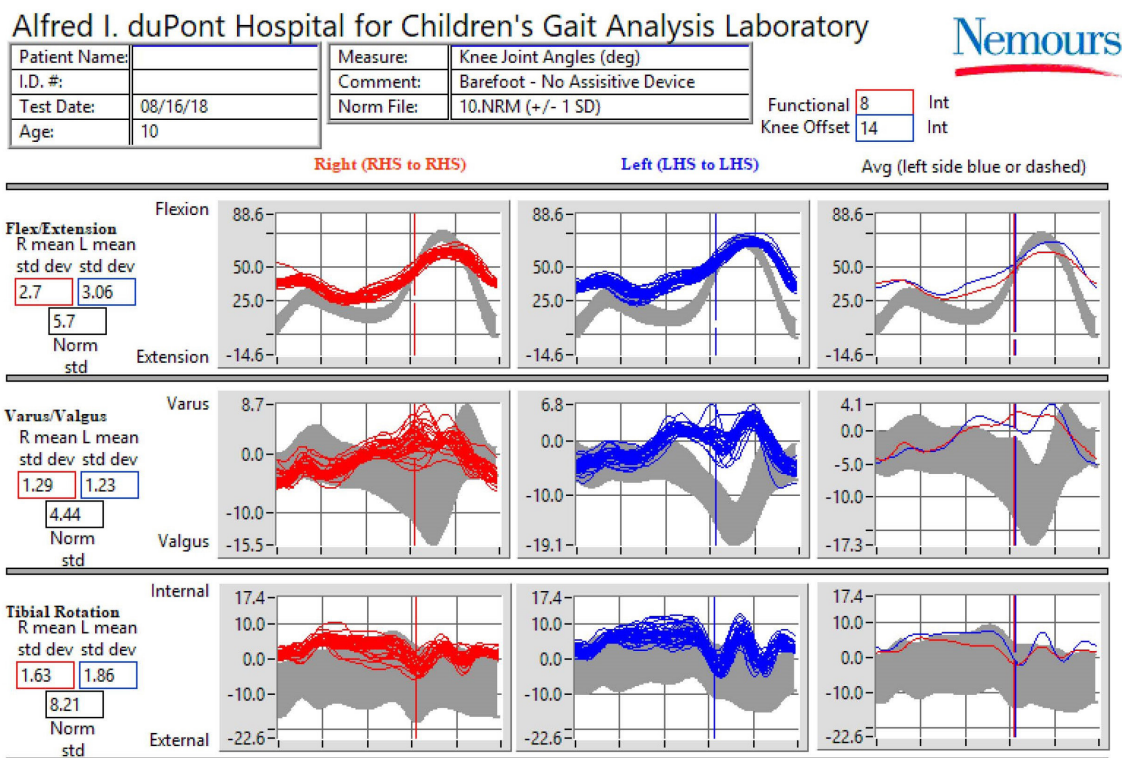 Alfred I. duPont Hospital for Children's Gait Analysis Laboratory
Nemours
Patient Name:
I.D. #:
Test Date: 08/16/18
Age: 10
Measure: Knee Joint Angles (deg)
Comment: Barefoot - No Assisitive Device
Norm File: 10.NRM (+/- 1 SD)
Functional 8 Int
Knee Offset 14 Int
Right (RHS to RHS) Left (LHS to LHS) Avg (left side blue or dashed)
Flex/Extension
R mean L mean
std dev std dev
2.7 3.06
5.7
Norm
std
Flexion
Extension
88.6
50.0
25.0
-14.6
88.6
50.0
25.0
-14.6
88.6
50.0
25.0
-14.6
Varus/Valgus
R mean L mean
std dev std dev
1.29 1.23
4.44
Norm
std
Varus
Valgus
8.7
0.0
-10.0
-15.5
6.8
0.0
-10.0
-19.1
4.1
0.0
-5.0
-10.0
-17.3
Tibial Rotation
R mean L mean
std dev std dev
1.63 1.86
8.21
Norm
std
Internal
External
17.4
10.0
0.0
-10.0
-22.6
17.4
10.0
0.0
-10.0
-22.6
17.4
10.0
0.0
-10.0
-22.6